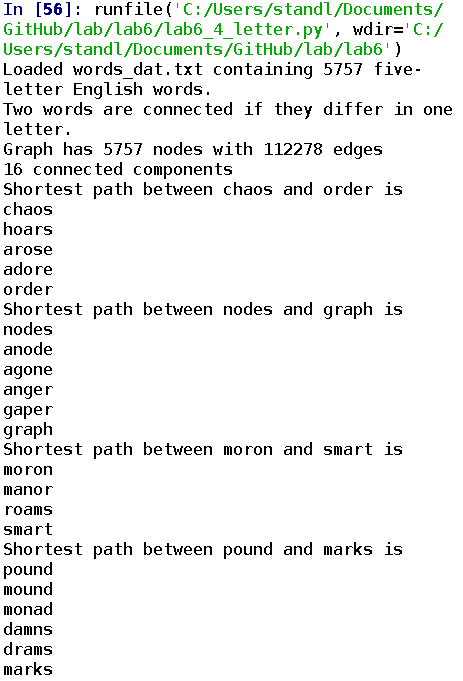 In [56]: runfile('C:/Users/standl/Documents/
GitHub/lab/lab6/lab6_4_letter.py', wdir='C:/
Users/standl/Documents/GitHub/lab/lab6')
Loaded words_dat.txt containing 5757 five-
letter English words.
Two words are connected if they differ in one
letter.
Graph has 5757 nodes with 112278 edges
16 connected components
Shortest path between chaos and order is
chaos
hoars
arose
adore
order
Shortest path between nodes and graph is
nodes
anode
agone
anger
gaper
graph
Shortest path between moron and smart is
moron
manor
roams
smart
Shortest path between pound and marks is
pound
mound
monad
damns
drams
marks